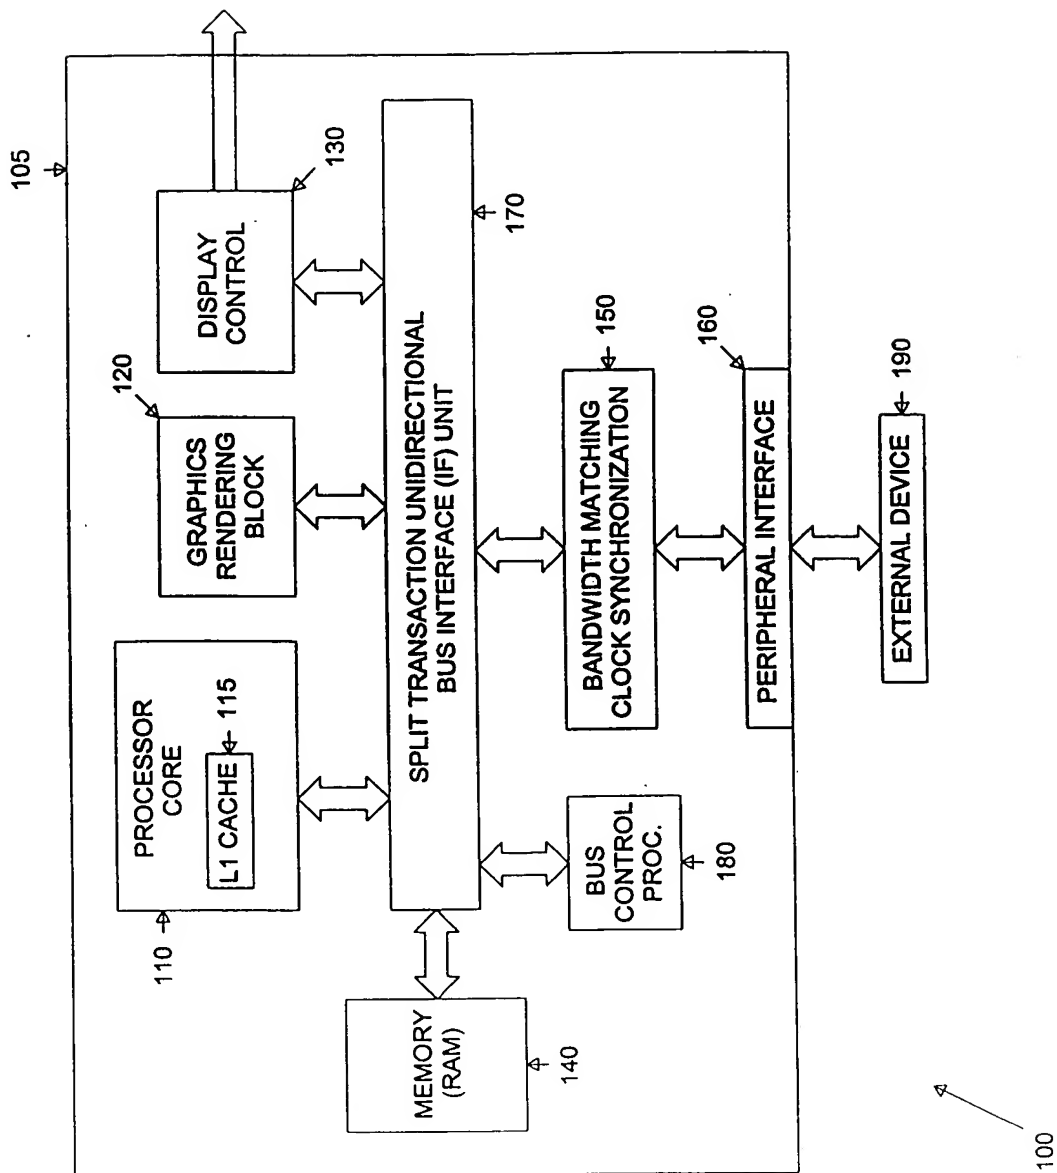 105
110
PROCESSOR
CORE
L1 CACHE
115
120
GRAPHICS
RENDERING
BLOCK
DISPLAY
CONTROL
130
MEMORY
(RAM)
140
SPLIT TRANSACTION UNIDIRECTIONAL
BUS INTERFACE (IF) UNIT
170
BUS
CONTROL
PROC.
180
BANDWIDTH MATCHING
CLOCK SYNCHRONIZATION
150
160
PERIPHERAL INTERFACE
EXTERNAL DEVICE
190
100